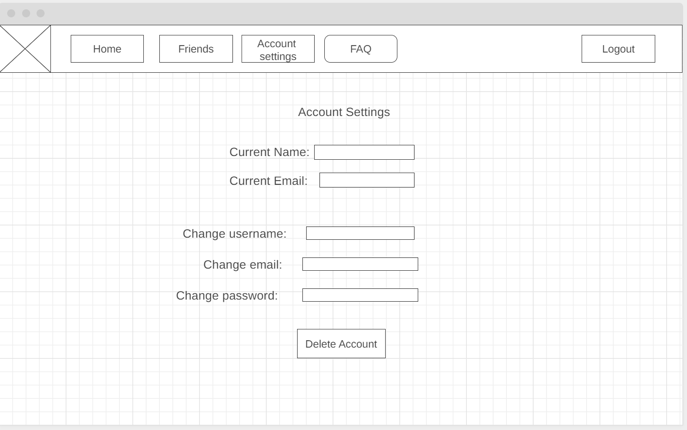 Home
Friends
Account
settings
FAQ
Logout
Account Settings
Current Name:
Current Email:
Change username:
Change email:
Change password:
Delete Account